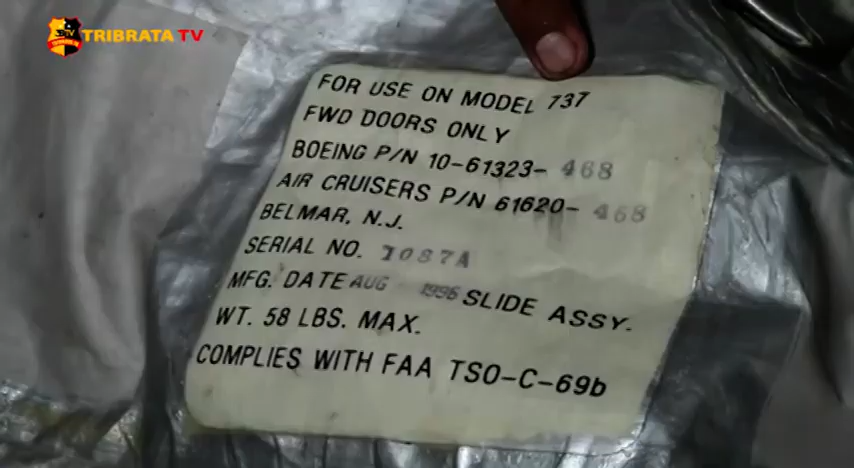 TRIBRATA TV
FOR USE ON MODEL 737
FWD DOORS ONLY
BOEING P/N 10-61323- 468
AIR CRUISERS P/N 61620- 468
BELMAR, N.J.
SERIAL NO. 1087A
MFG. DATE AUG 1996 SLIDE ASSY.
WT. 58 LBS. MAX.
COMPLIES WITH FAA TSO-C-69b